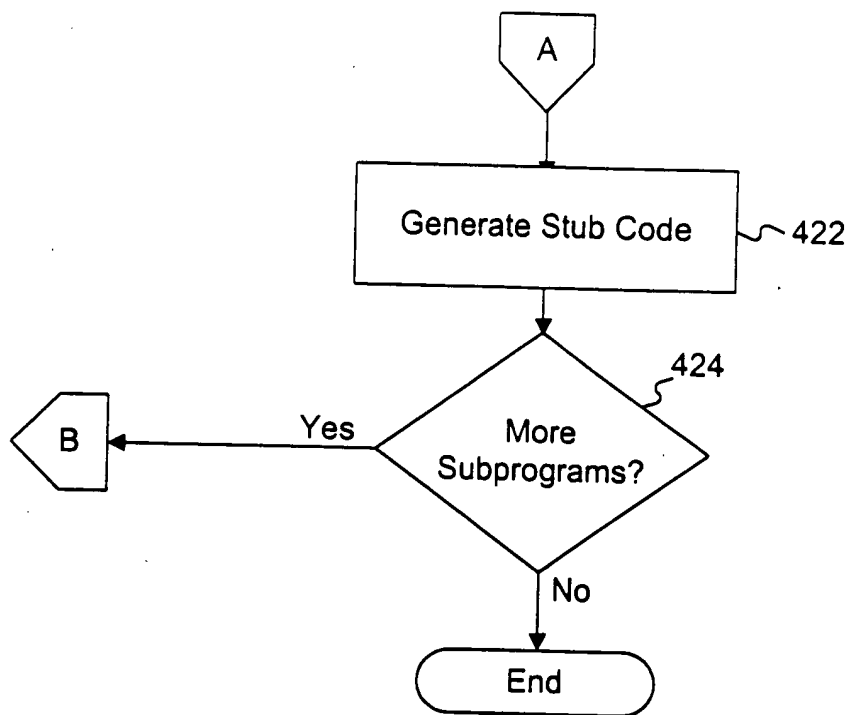 A
Generate Stub Code
422
424
More
Subprograms?
Yes
B
No
End